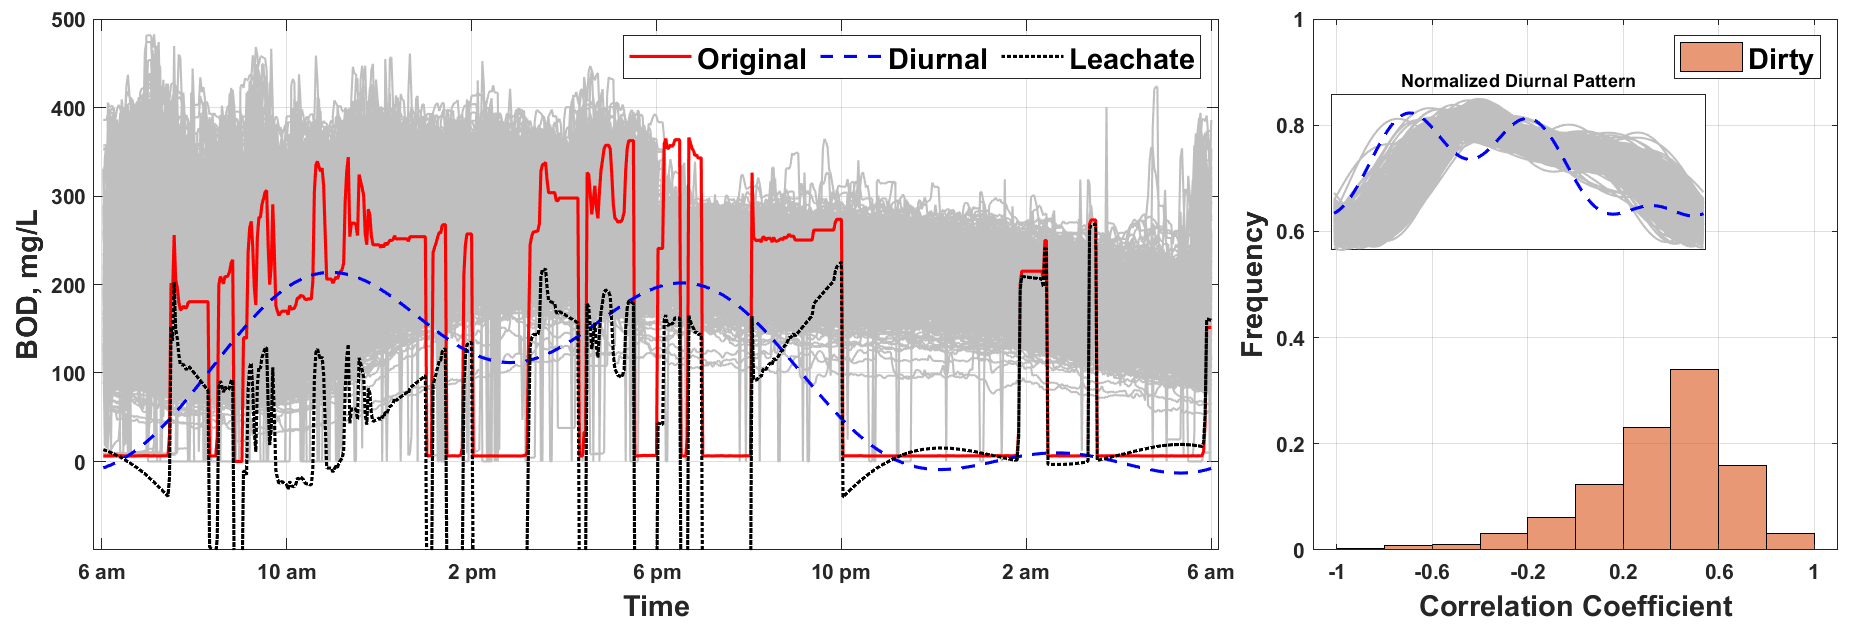 500
400
300
200
100
0
BOD, mg/L
Original Diurnal Leachate
6 am 10 am 2 pm 6 pm 10 pm 2 am 6 am
Time
1
0.8
0.6
0.4
0.2
0
Frequency
Dirty
Normalized Diurnal Pattern
-1 -0.6 -0.2 0.2 0.6 1
Correlation Coefficient